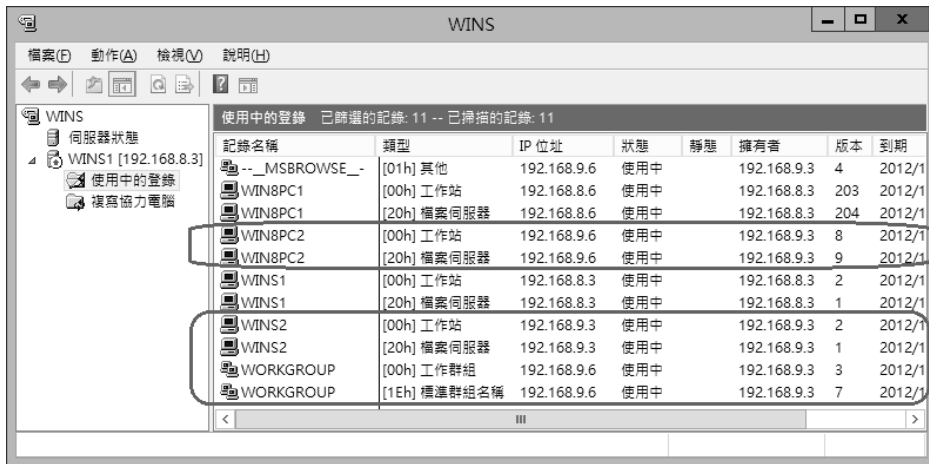 WINS
檔案(F) 動作(A) 檢視(V) 說明(H)
WINS
伺服器狀態
WINS1 [192.168.8.3]
使用中的登錄
複寫協力電腦
使用中的登錄 已篩選的記錄: 11 -- 已掃描的記錄: 11
記錄名稱 類型 IP 位址 狀態 靜態 擁有者 版本 到期
--__MSBROWSE__- [01h] 其他 192.168.9.6 使用中 192.168.9.3 4 2012/1
WIN8PC1 [00h] 工作站 192.168.8.6 使用中 192.168.8.3 203 2012/1
WIN8PC1 [20h] 檔案伺服器 192.168.8.6 使用中 192.168.8.3 204 2012/1
WIN8PC2 [00h] 工作站 192.168.9.6 使用中 192.168.9.3 8 2012/1
WIN8PC2 [20h] 檔案伺服器 192.168.9.6 使用中 192.168.9.3 9 2012/1
WINS1 [00h] 工作站 192.168.8.3 使用中 192.168.8.3 2 2012/1
WINS1 [20h] 檔案伺服器 192.168.8.3 使用中 192.168.8.3 1 2012/1
WINS2 [00h] 工作站 192.168.9.3 使用中 192.168.9.3 2 2012/1
WINS2 [20h] 檔案伺服器 192.168.9.3 使用中 192.168.9.3 1 2012/1
WORKGROUP [00h] 工作群組 192.168.9.6 使用中 192.168.9.3 3 2012/1
WORKGROUP [1Eh] 標準群組名稱 192.168.9.6 使用中 192.168.9.3 7 2012/1